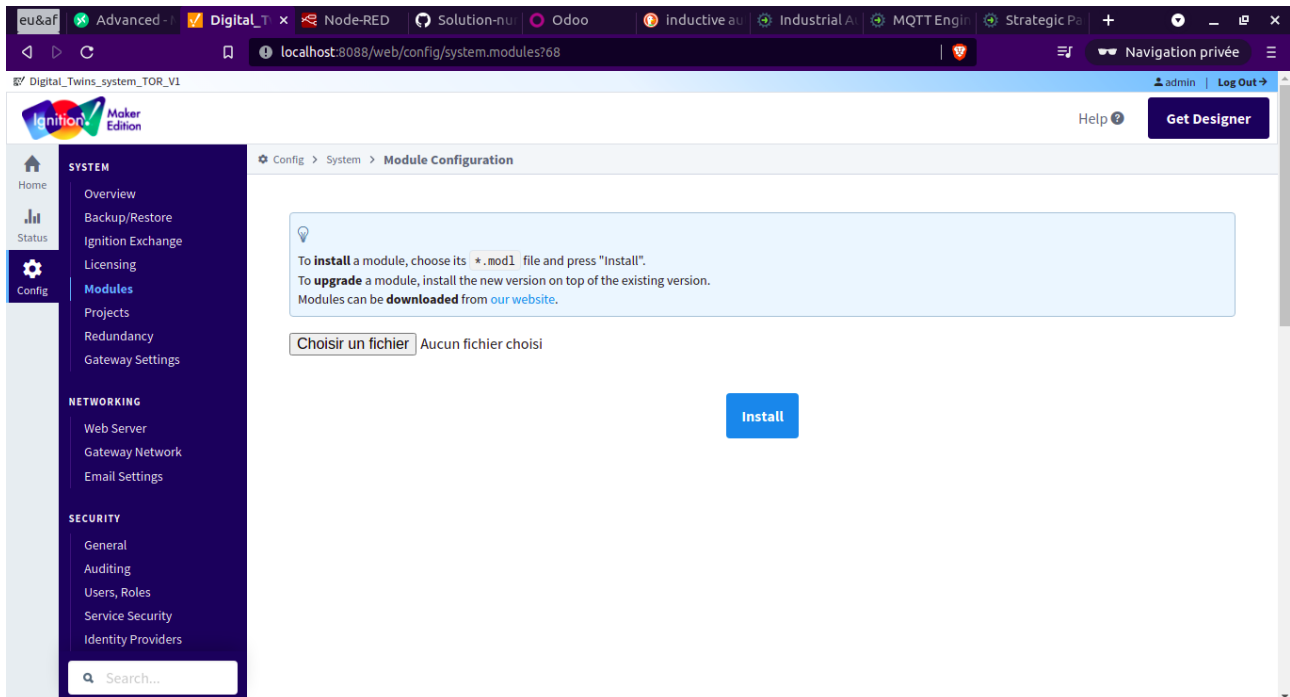 eu&af
Advanced - N
Digital_T
Node-RED
Solution-nu
Odoo
inductive au
Industrial Au
MQTT Engin
Strategic Pa
localhost:8088/web/config/system.modules?68
Navigation privée
Digital_Twins_system_TOR_V1
admin | Log Out
Ignition!
Maker
Edition
Help
Get Designer
Home
Status
Config
SYSTEM
Overview
Backup/Restore
Ignition Exchange
Licensing
Modules
Projects
Redundancy
Gateway Settings
NETWORKING
Web Server
Gateway Network
Email Settings
SECURITY
General
Auditing
Users, Roles
Service Security
Identity Providers
Search...
Config > System > Module Configuration
To install a module, choose its *.modl file and press "Install".
To upgrade a module, install the new version on top of the existing version.
Modules can be downloaded from our website.
Choisir un fichier Aucun fichier choisi
Install